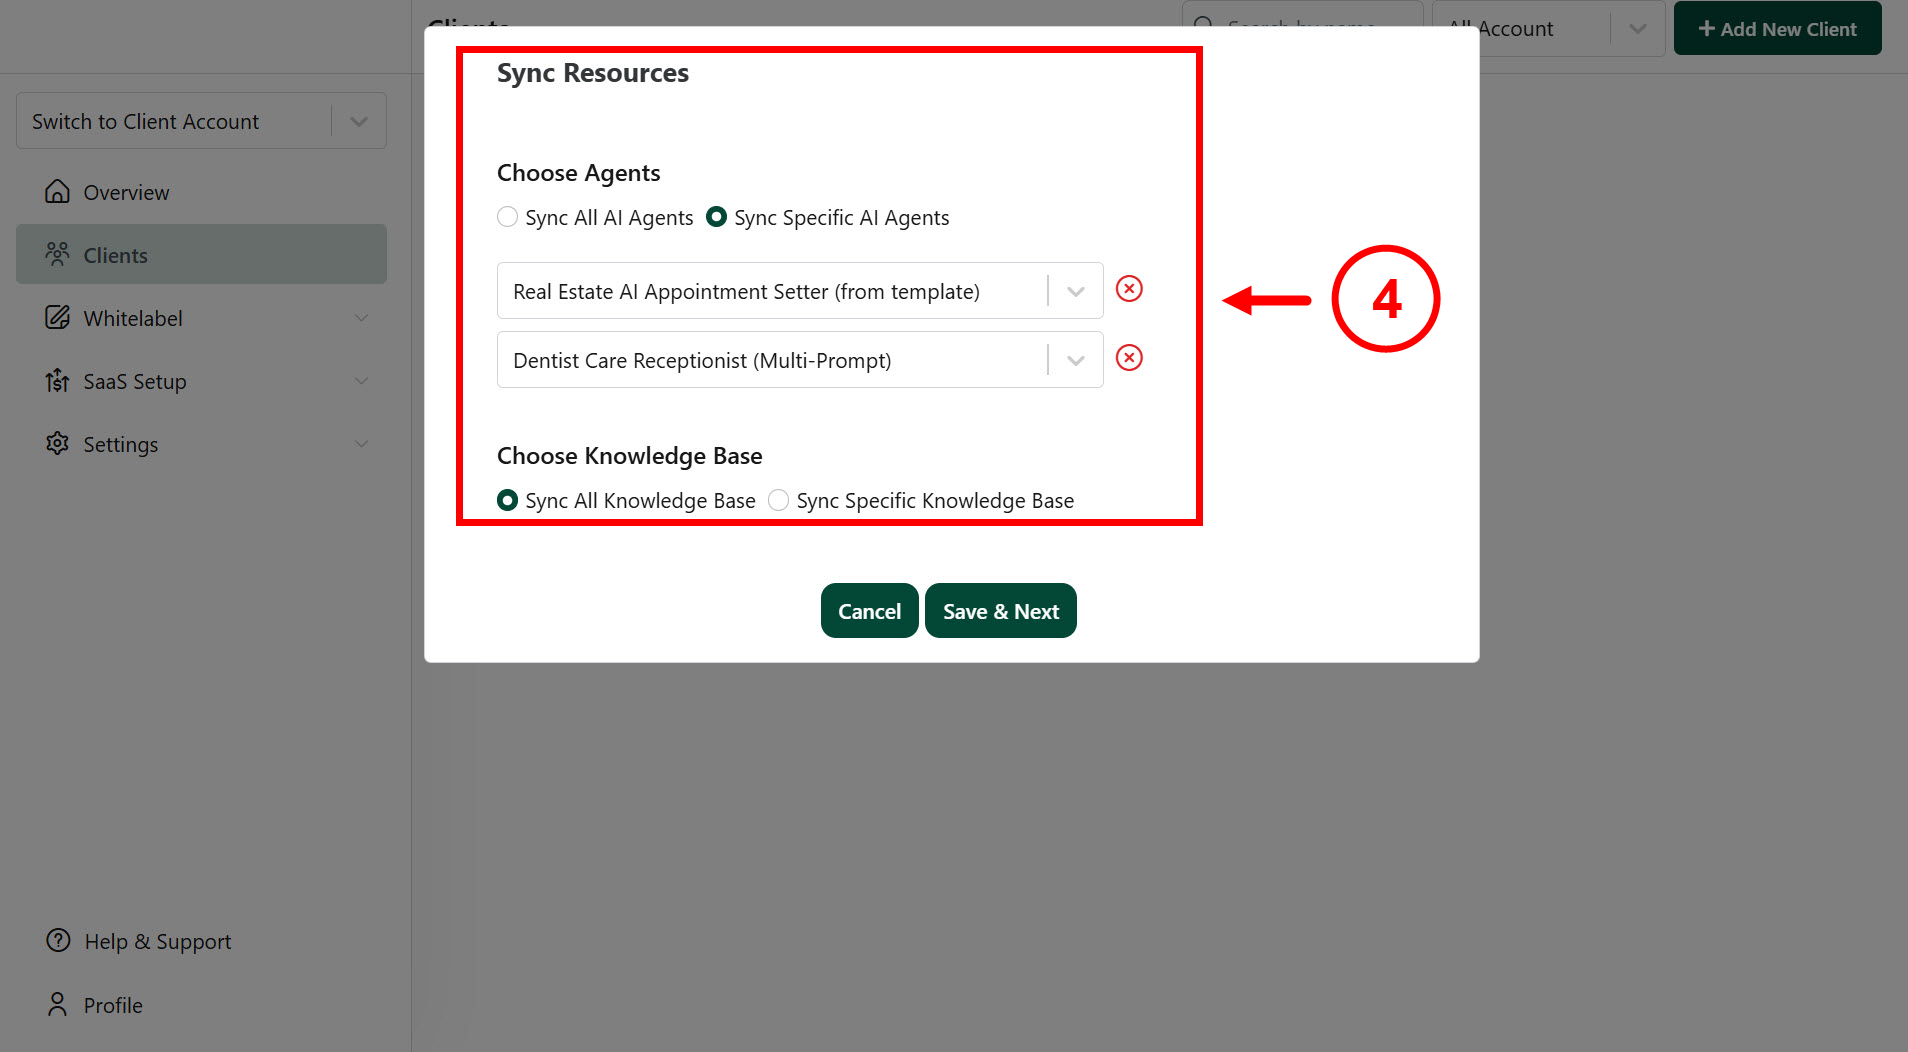 Clients
Search by name
All Account
+ Add New Client
Switch to Client Account
Overview
Clients
Whitelabel
SaaS Setup
Settings
Help & Support
Profile
Sync Resources
Choose Agents
Sync All AI Agents
Sync Specific AI Agents
Real Estate AI Appointment Setter (from template)
Dentist Care Receptionist (Multi-Prompt)
Choose Knowledge Base
Sync All Knowledge Base
Sync Specific Knowledge Base
Cancel
Save & Next
4